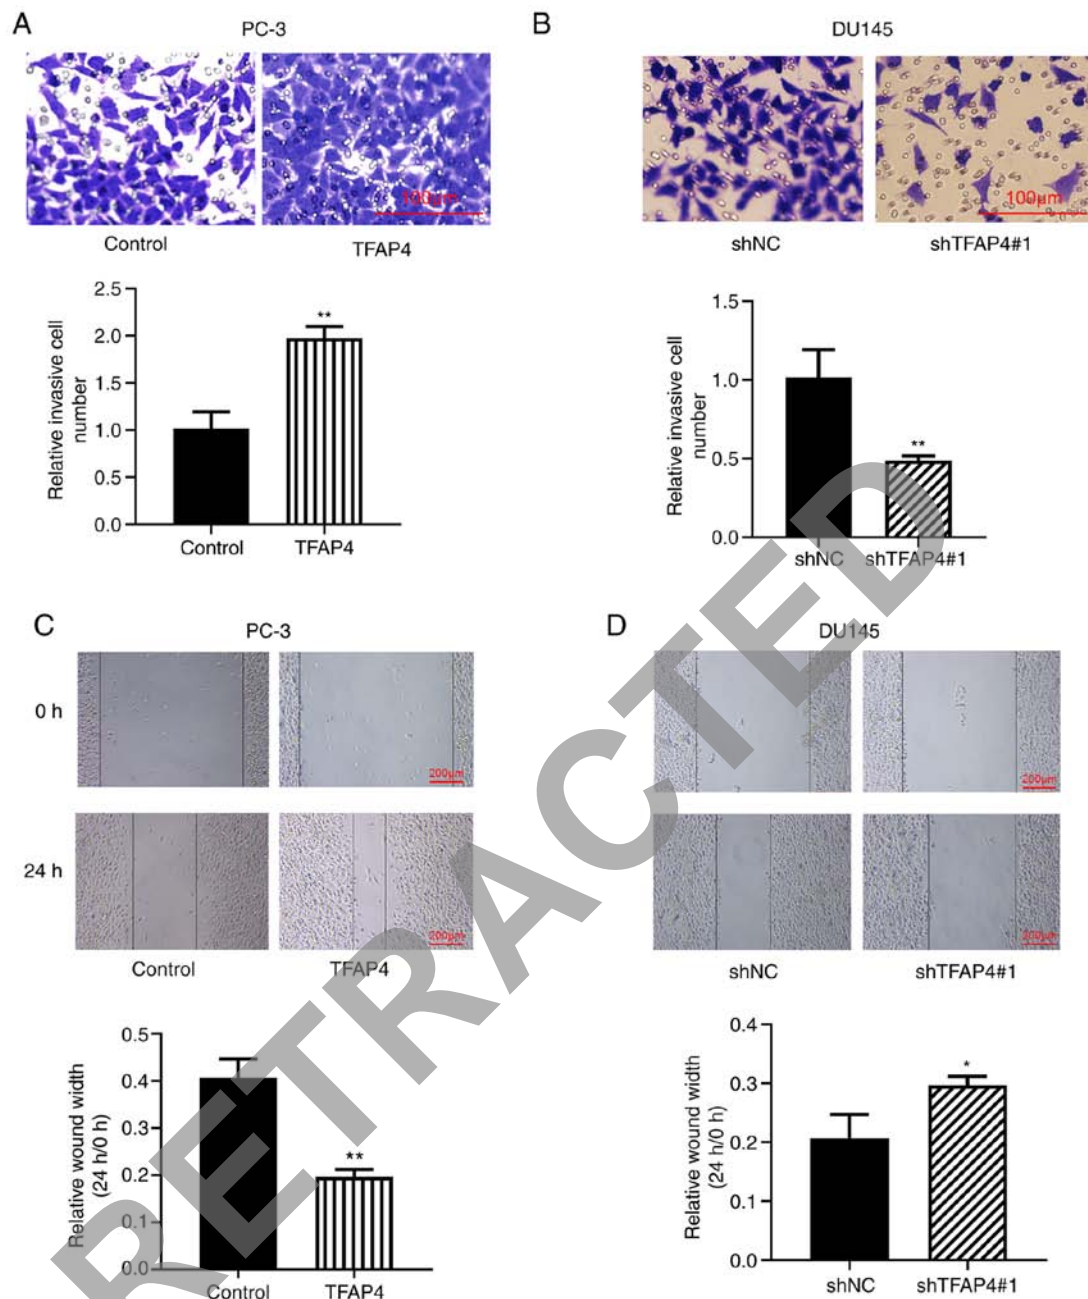 A
PC-3
100μm
Control
TFAP4
Relative invasive cell
number
2.5
2.0
1.5
1.0
0.5
0.0
**
Control
TFAP4
B
DU145
100μm
shNC
shTFAP4#1
Relative invasive cell
number
1.5
1.0
0.5
0.0
**
shNC
shTFAP4#1
C
PC-3
0 h
200μm
24 h
200μm
Control
TFAP4
Relative wound width
(24 h/0 h)
0.5
0.4
0.3
0.2
0.1
0.0
**
Control
TFAP4
D
DU145
200μm
200μm
shNC
shTFAP4#1
Relative wound width
(24 h/0 h)
0.4
0.3
0.2
0.1
0.0
*
shNC
shTFAP4#1
RETRACTED